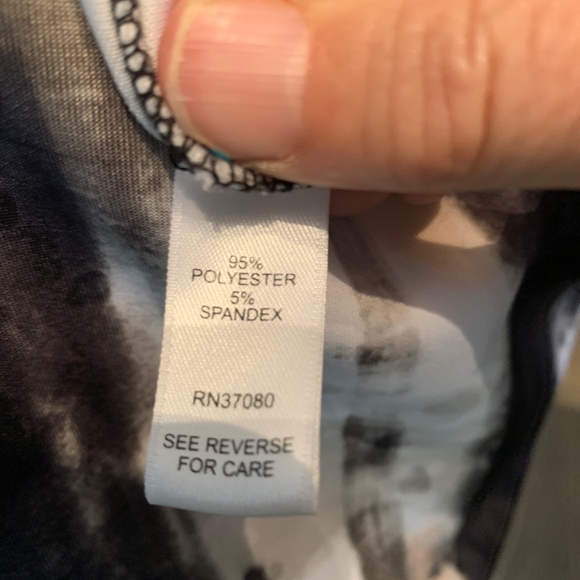 95%
POLYESTER
5%
SPANDEX
RN37080
SEE REVERSE
FOR CARE